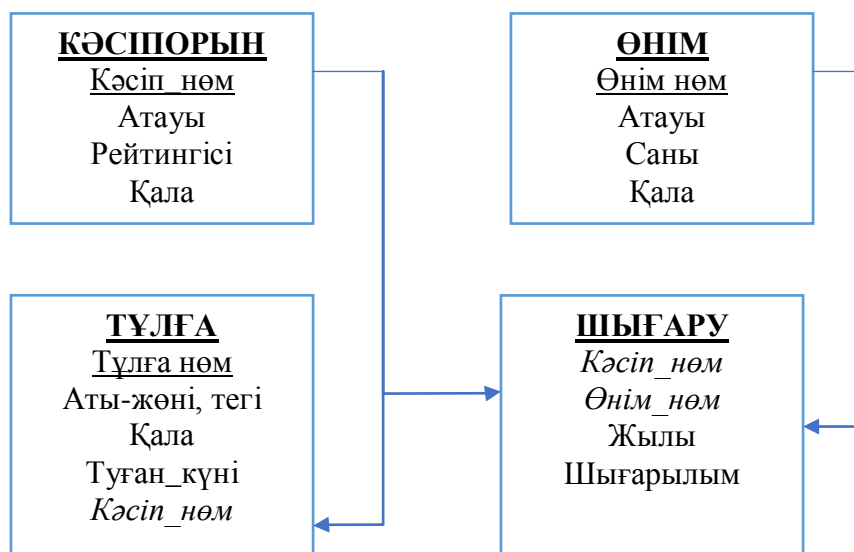 КӘСІПОРЫН
Кәсіп_нөм
Атауы
Рейтингісі
Қала
ӨНІМ
Өнім нөм
Атауы
Саны
Қала
ТҰЛҒА
Тұлға нөм
Аты-жөні, тегі
Қала
Туған_күні
Кәсіп_нөм
ШЫҒАРУ
Кәсіп_нөм
Өнім_нөм
Жылы
Шығарылым